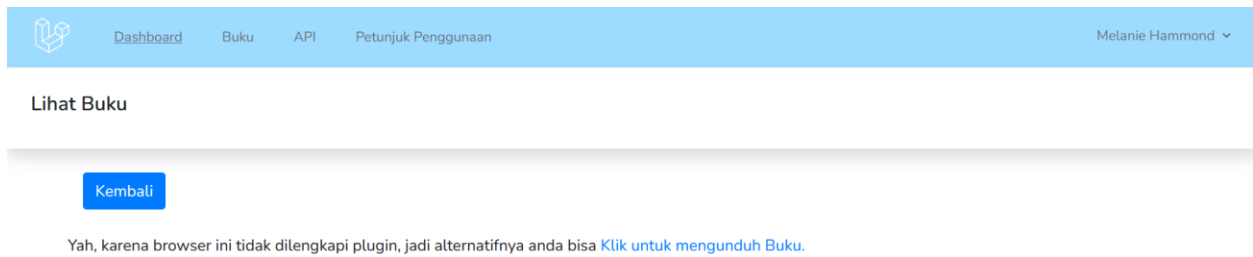 Dashboard Buku API Petunjuk Penggunaan Melanie Hammond
Lihat Buku
Kembali
Yah, karena browser ini tidak dilengkapi plugin, jadi alternatifnya anda bisa Klik untuk mengunduh Buku.